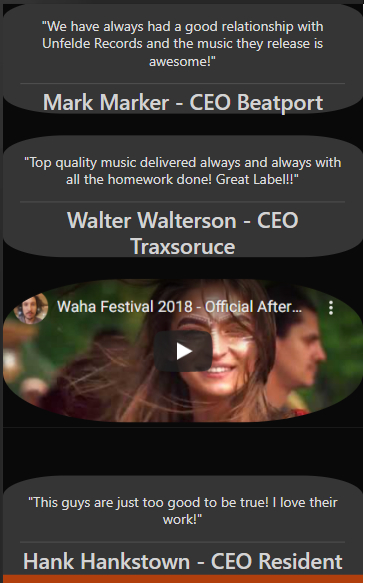 "We have always had a good relationship with
Unfelde Records and the music they release is
awesome!"
Mark Marker - CEO Beatport
"Top quality music delivered always and always with
all the homework done! Great Label!!"
Walter Walterson - CEO
Traxsoruce
Waha Festival 2018 - Official After...
"This guys are just too good to be true! I love their
work!"
Hank Hankstown - CEO Resident